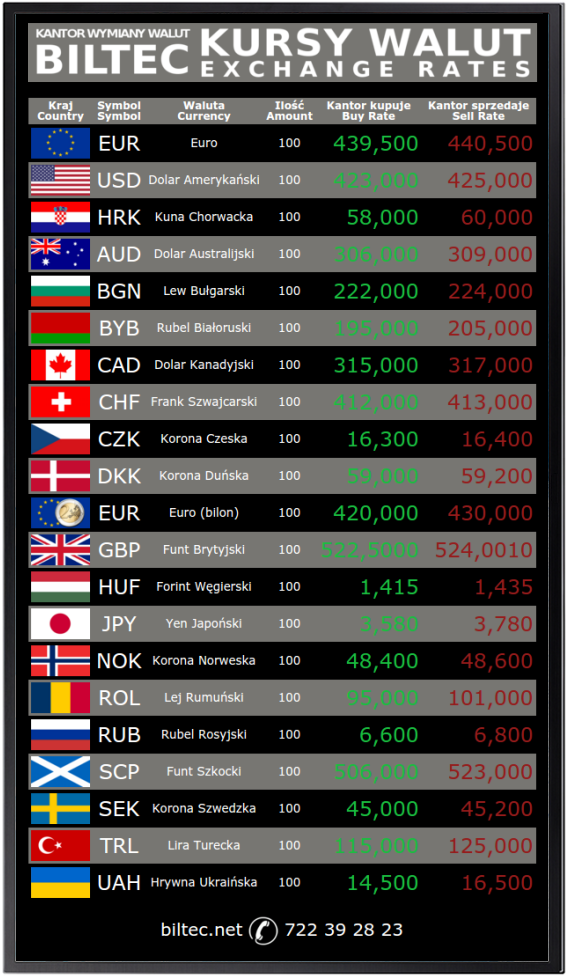 KANTOR WYMIANY WALUT KURSY WALUT
BILTEC EXCHANGE RATES
Kraj Symbol Waluta Ilość Kantor kupuje Kantor sprzedaje
Country Symbol Currency Amount Buy Rate Sell Rate
EUR Euro 100 439,500 440,500
USD Dolar Amerykański 100 423,000 425,000
HRK Kuna Chorwacka 100 58,000 60,000
AUD Dolar Australijski 100 306,000 309,000
BGN Lew Bułgarski 100 222,000 224,000
BYB Rubel Białoruski 100 195,000 205,000
CAD Dolar Kanadyjski 100 315,000 317,000
CHF Frank Szwajcarski 100 412,000 413,000
CZK Korona Czeska 100 16,300 16,400
DKK Korona Duńska 100 59,000 59,200
EUR Euro (bilon) 100 420,000 430,000
GBP Funt Brytyjski 100 522,5000 524,0010
HUF Forint Węgierski 100 1,415 1,435
JPY Yen Japoński 100 3,580 3,780
NOK Korona Norweska 100 48,400 48,600
ROL Lej Rumuński 100 95,000 101,000
RUB Rubel Rosyjski 100 6,600 6,800
SCP Funt Szkocki 100 506,000 523,000
SEK Korona Szwedzka 100 45,000 45,200
TRL Lira Turecka 100 115,000 125,000
UAH Hrywna Ukraińska 100 14,500 16,500
biltec.net 722 39 28 23